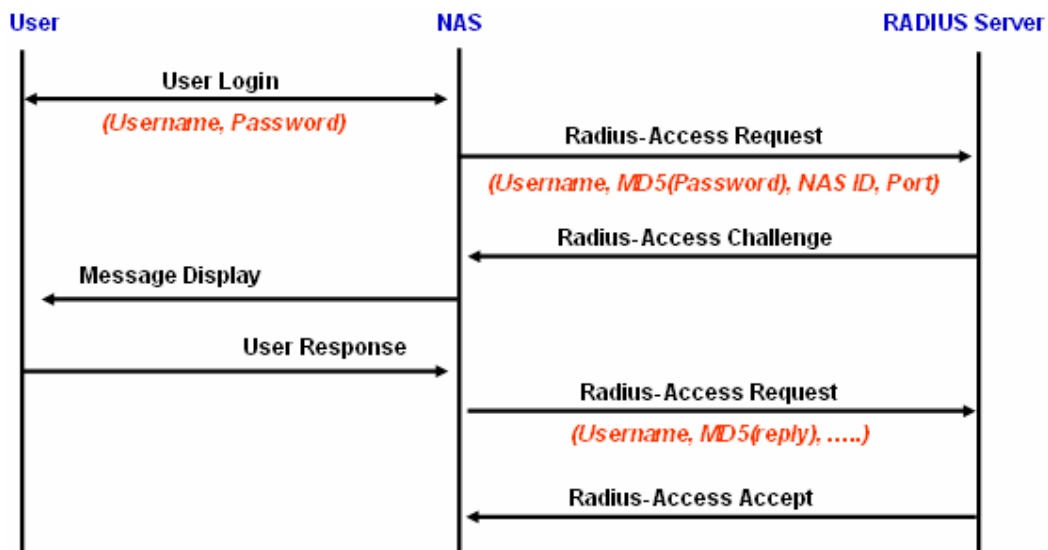 User NAS RADIUS Server
User Login
(Username, Password)
Radius-Access Request
(Username, MD5(Password), NAS ID, Port)
Radius-Access Challenge
Message Display
User Response
Radius-Access Request
(Username, MD5(reply), .....)
Radius-Access Accept